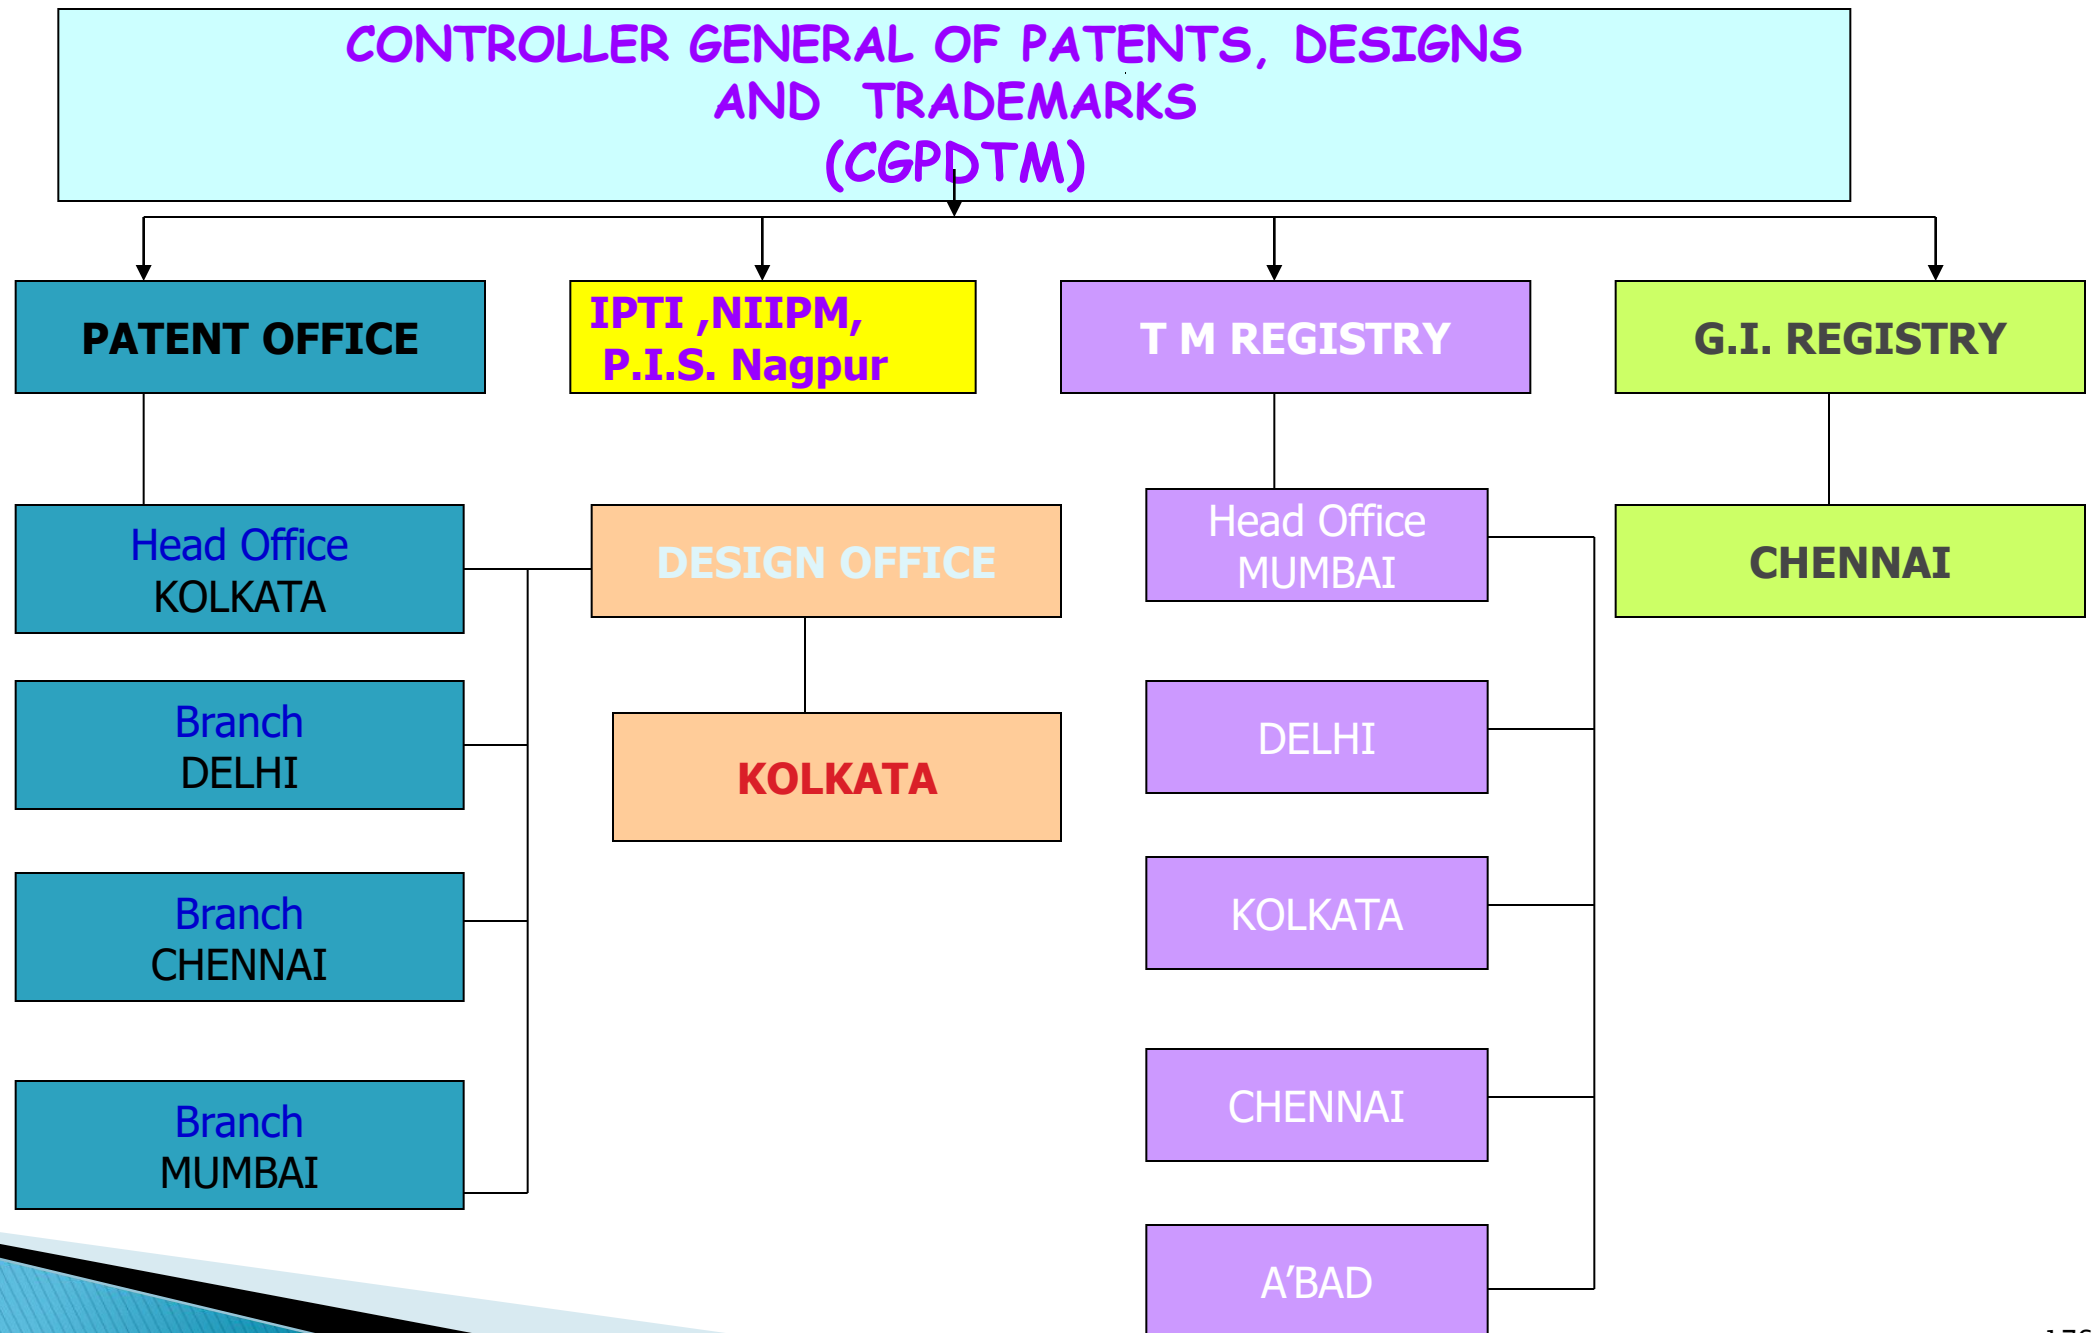 CONTROLLER GENERAL OF PATENTS, DESIGNS
AND TRADEMARKS
(CGPDTM)
PATENT OFFICE
IPTI ,NIIPM,
P.I.S. Nagpur
T M REGISTRY
G.I. REGISTRY
Head Office
KOLKATA
DESIGN OFFICE
Head Office
MUMBAI
CHENNAI
Branch
DELHI
KOLKATA
DELHI
Branch
CHENNAI
KOLKATA
Branch
MUMBAI
CHENNAI
A’BAD